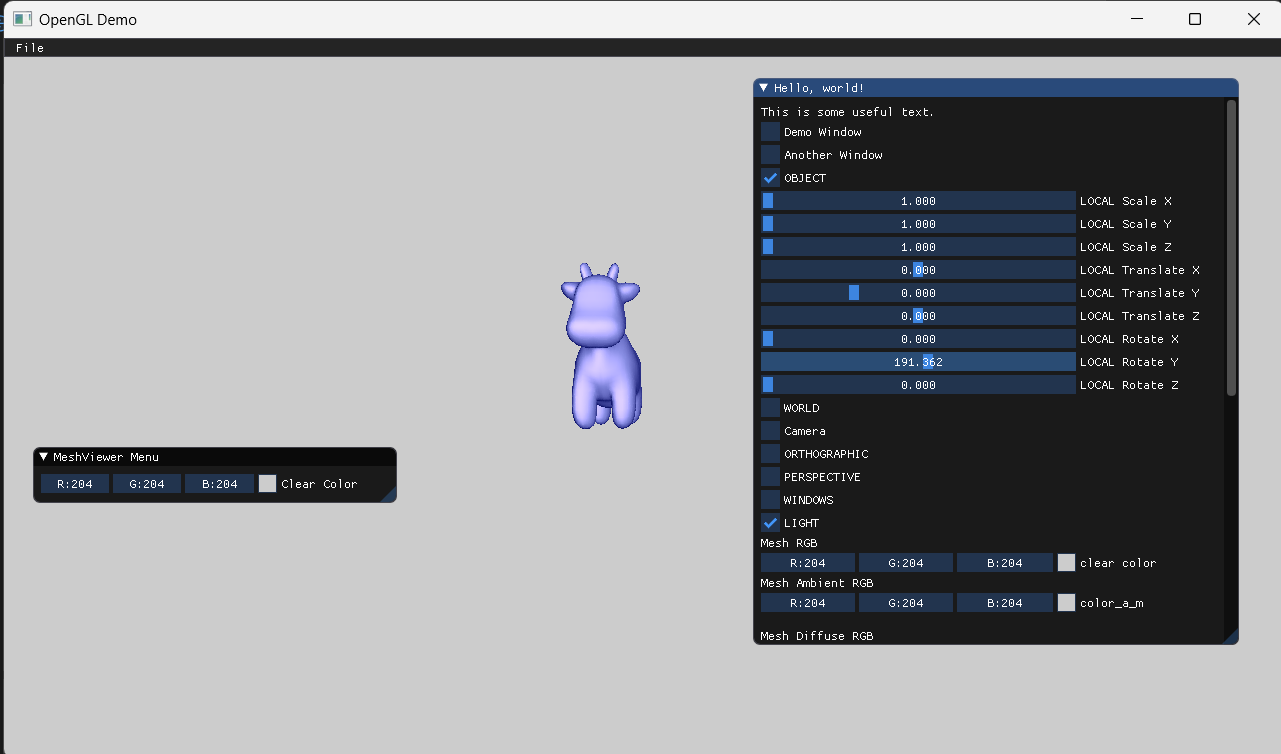 OpenGL Demo
File
Hello, world!
This is some useful text.
Demo Window
Another Window
OBJECT
1.000 LOCAL Scale X
1.000 LOCAL Scale Y
1.000 LOCAL Scale Z
0.000 LOCAL Translate X
0.000 LOCAL Translate Y
0.000 LOCAL Translate Z
0.000 LOCAL Rotate X
191.362 LOCAL Rotate Y
0.000 LOCAL Rotate Z
WORLD
Camera
ORTHOGRAPHIC
PERSPECTIVE
WINDOWS
LIGHT
Mesh RGB
R:204 G:204 B:204 clear color
Mesh Ambient RGB
R:204 G:204 B:204 color_a_m
Mesh Diffuse RGB
MeshViewer Menu
R:204 G:204 B:204 Clear Color